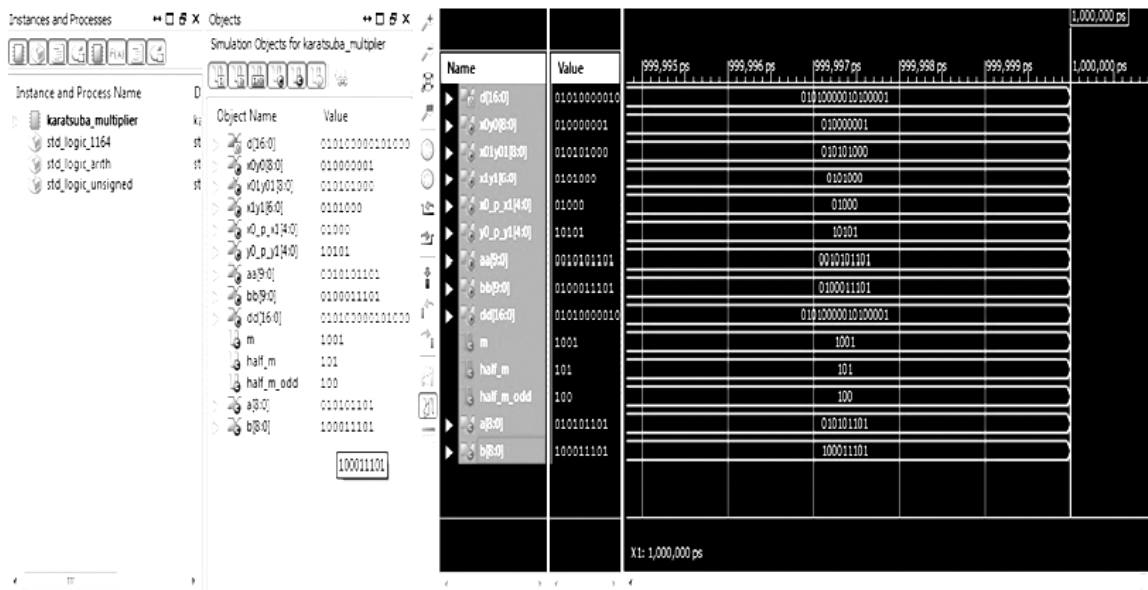 Instances and Processes
Instance and Process Name
D
karatsuba_multiplier
ka
std_logic_1164
st
std_logic_arith
st
std_logic_unsigned
st
Objects
Simulation Objects for karatsuba_multiplier
Object Name Value
d[16:0] 010100000101000
x0y0[8:0] 010000001
x01y01[8:0] 010101000
x1y1[6:0] 0101000
x0_p_x1[4:0] 01000
y0_p_y1[4:0] 10101
aa[9:0] 0010101101
bb[9:0] 0100011101
dd[16:0] 010100000101000
m 1001
half_m 101
half_m_odd 100
a[8:0] 010101101
b[8:0] 100011101
100011101
1,000,000 ps
Name Value 999,995 ps 999,996 ps 999,997 ps 999,998 ps 999,999 ps 1,000,000 ps
d[16:0] 01010000010 01010000010100001
x0y0[8:0] 010000001 010000001
x01y01[8:0] 010101000 010101000
x1y1[6:0] 0101000 0101000
x0_p_x1[4:0] 01000 01000
y0_p_y1[4:0] 10101 10101
aa[9:0] 0010101101 0010101101
bb[9:0] 0100011101 0100011101
dd[16:0] 01010000010 01010000010100001
m 1001 1001
half_m 101 101
half_m_odd 100 100
a[8:0] 010101101 010101101
b[8:0] 100011101 100011101
X1: 1,000,000 ps